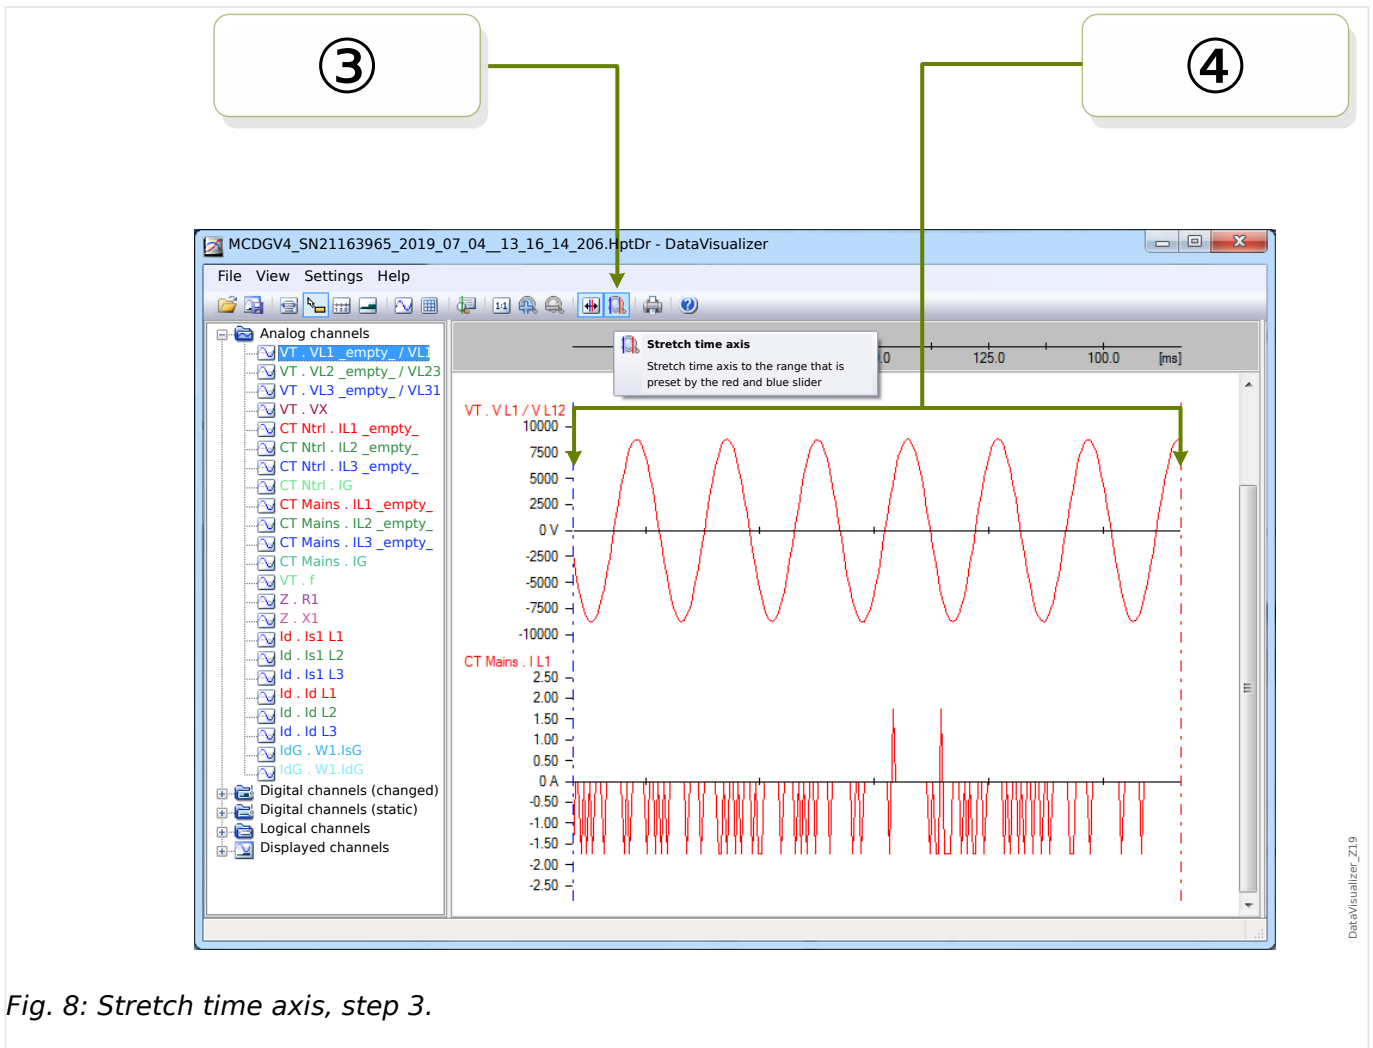 ③
④
MCDGV4_SN21163965_2019_07_04__13_16_14_206.HptDr - DataVisualizer
File View Settings Help
1:1
Analog channels
VT . VL1 _empty_ / VL1
VT . VL2 _empty_ / VL23
VT . VL3 _empty_ / VL31
VT . VX
CT Ntrl . IL1 _empty_
CT Ntrl . IL2 _empty_
CT Ntrl . IL3 _empty_
CT Ntrl . IG
CT Mains . IL1 _empty_
CT Mains . IL2 _empty_
CT Mains . IL3 _empty_
CT Mains . IG
VT . f
Z . R1
Z . X1
Id . Is1 L1
Id . Is1 L2
Id . Is1 L3
Id . Id L1
Id . Id L2
Id . Id L3
IdG . W1.IsG
IdG . W1.IdG
Digital channels (changed)
Digital channels (static)
Logical channels
Displayed channels
Stretch time axis
Stretch time axis to the range that is
preset by the red and blue slider
0.0 125.0 100.0 [ms]
VT . V L1 / V L12
10000
7500
5000
2500
0 V
-2500
-5000
-7500
-10000
CT Mains . I L1
2.50
2.00
1.50
1.00
0.50
0 A
-0.50
-1.00
-1.50
-2.00
-2.50
DataVisualizer_Z19
Fig. 8: Stretch time axis, step 3.